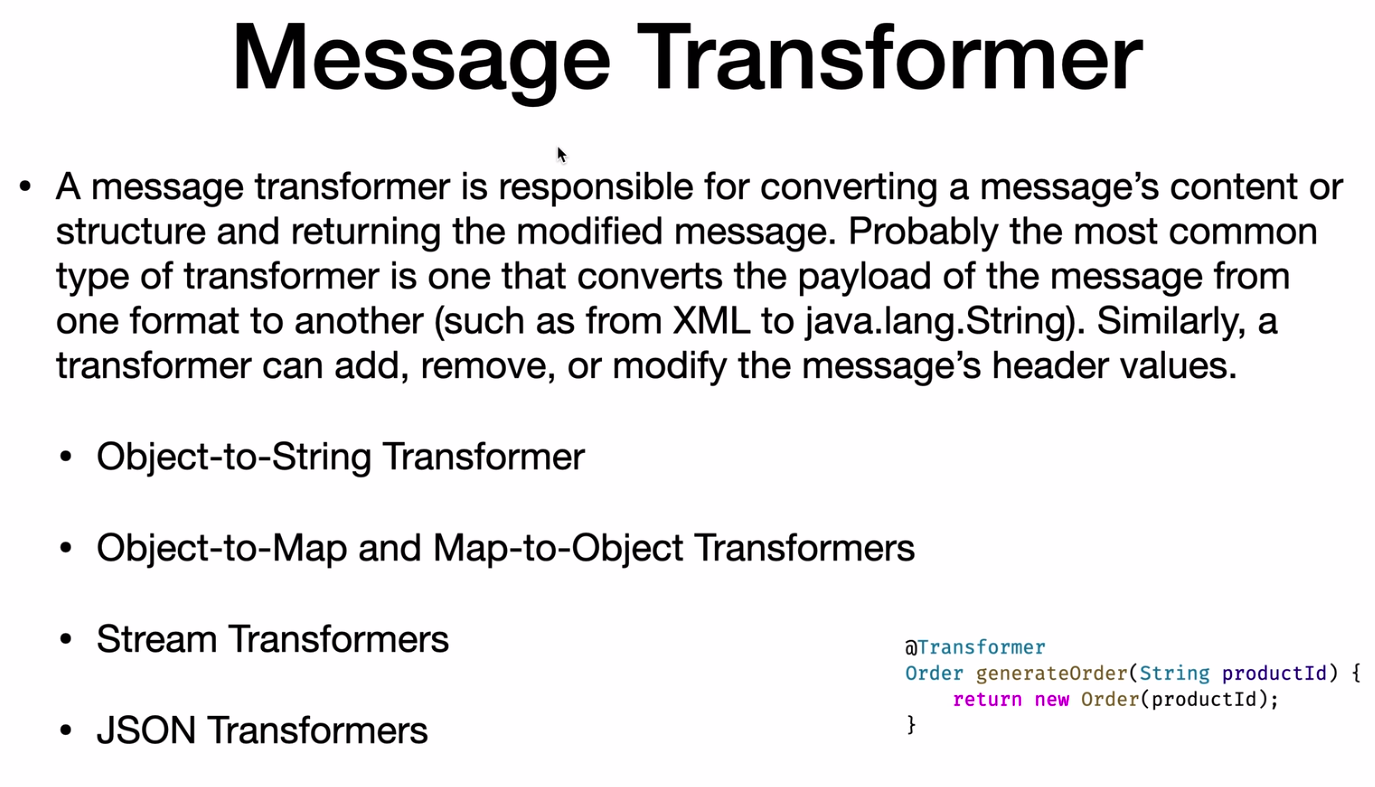 Message Transformer
• A message transformer is responsible for converting a message’s content or
structure and returning the modified message. Probably the most common
type of transformer is one that converts the payload of the message from
one format to another (such as from XML to java.lang.String). Similarly, a
transformer can add, remove, or modify the message’s header values.
• Object-to-String Transformer
• Object-to-Map and Map-to-Object Transformers
• Stream Transformers
• JSON Transformers
@Transformer
Order generateOrder(String productId) {
    return new Order(productId);
}